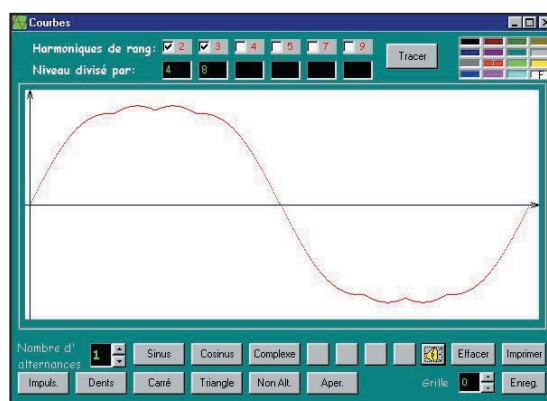 Courbes
Harmoniques de rang: 2 3 4 5 7 9
Niveau divisé par: 4 8
Tracer
F
Nombre d'
alternances
1
Sinus Cosinus Complexe Effacer Imprimer
Impuls. Dents Carré Triangle Non Alt. Aper. Grille 0 Enreg.